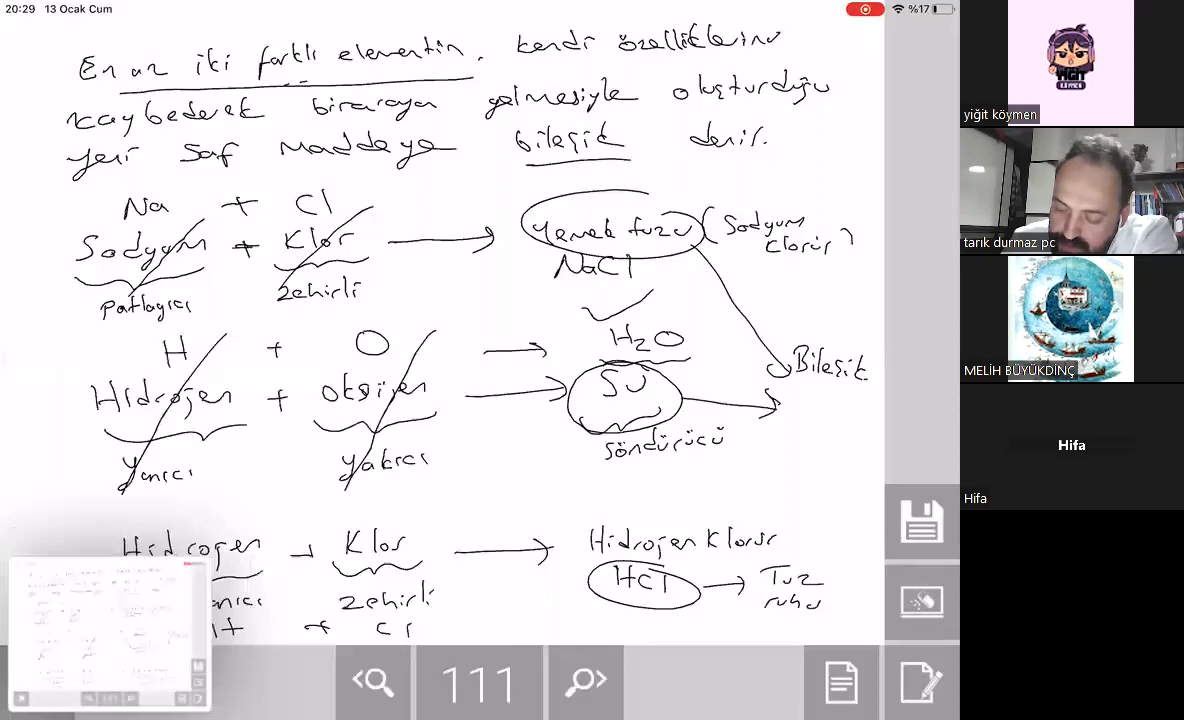 20:29 13 Ocak Cum
%17
En az iki farklı elementin, kendi özelliklerini
kaybederek biraraya gelmesiyle oluşturduğu
yeni saf maddeye bileşik denir.
Na + Cl
Sodyum + Klor → Yemek tuzu (Sodyum
klorür)
NaCl
patlayıcı zehirli
H + O → H2O
Bileşik
Hidrojen + oksijen → SU
söndürücü
yanıcı yakıcı
Hidrojen + Klor → Hidrojen Klorür
HCl → Tuz
ruhu
zehirli
+ Cl
111
YİĞİT
KÖYMEN
yiğit köymen
tarık durmaz pc
MELİH BÜYÜKDİNÇ
Hifa
Hifa